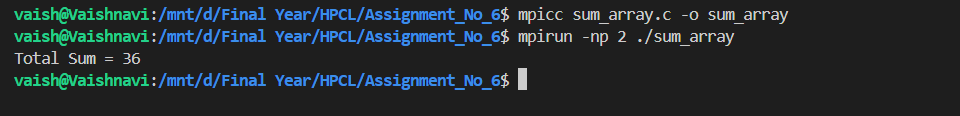 vaish@Vaishnavi:/mnt/d/Final Year/HPCL/Assignment_No_6$ mpicc sum_array.c -o sum_array
vaish@Vaishnavi:/mnt/d/Final Year/HPCL/Assignment_No_6$ mpirun -np 2 ./sum_array
Total Sum = 36
vaish@Vaishnavi:/mnt/d/Final Year/HPCL/Assignment_No_6$